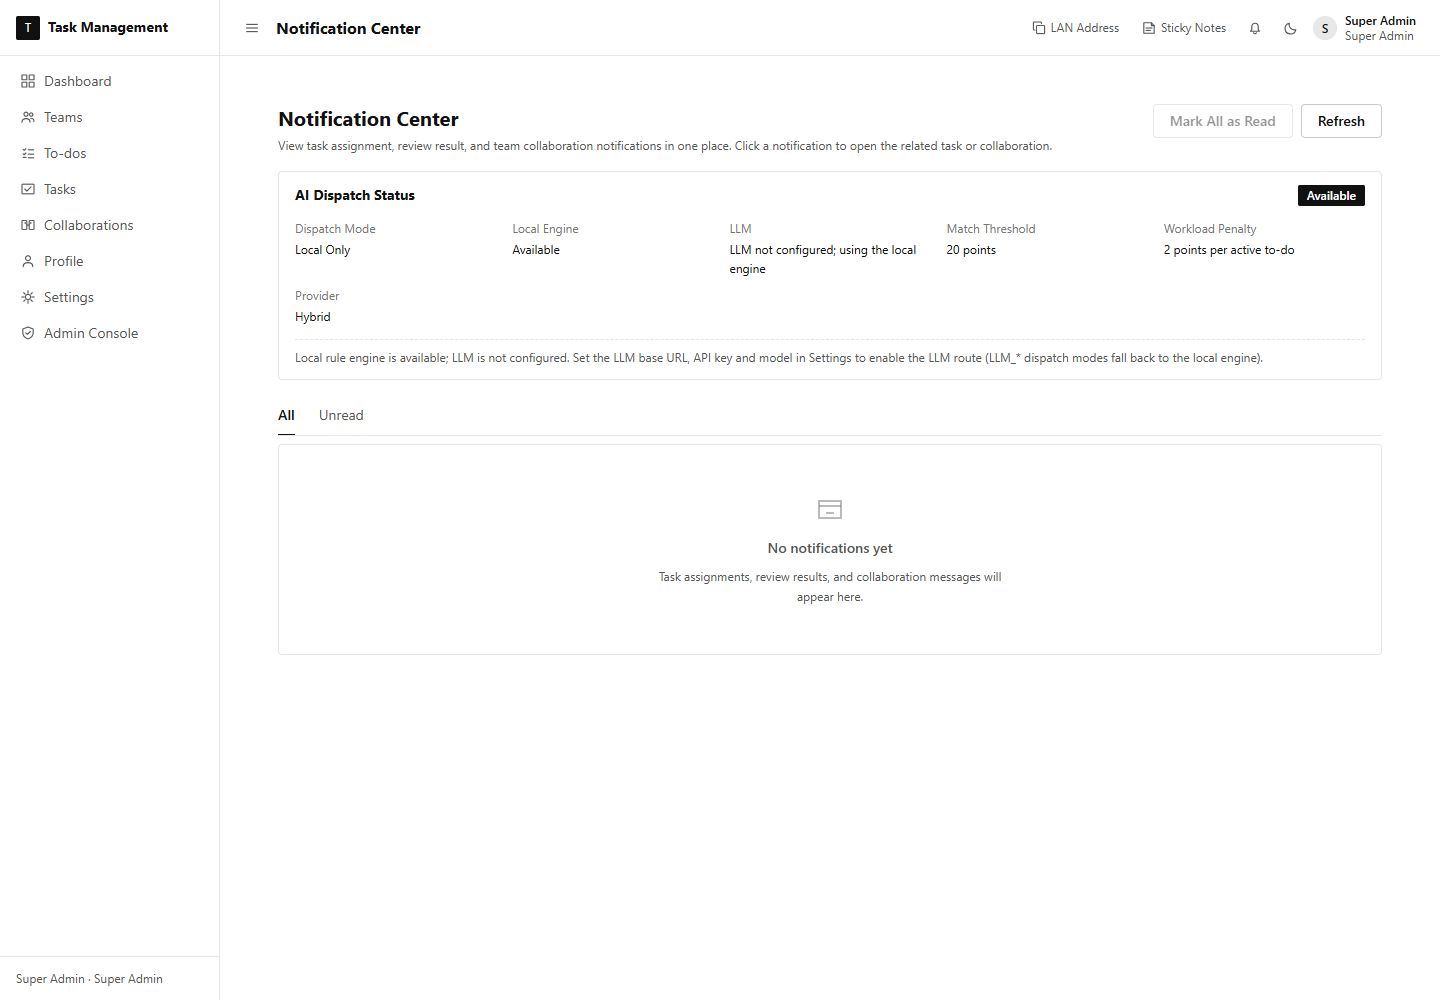 T Task Management
Notification Center
LAN Address
Sticky Notes
S
Super Admin
Super Admin
Dashboard
Teams
To-dos
Tasks
Collaborations
Profile
Settings
Admin Console
Super Admin · Super Admin
Notification Center
Mark All as Read
Refresh
View task assignment, review result, and team collaboration notifications in one place. Click a notification to open the related task or collaboration.
AI Dispatch Status
Available
Dispatch Mode
Local Only
Local Engine
Available
LLM
LLM not configured; using the local
engine
Match Threshold
20 points
Workload Penalty
2 points per active to-do
Provider
Hybrid
Local rule engine is available; LLM is not configured. Set the LLM base URL, API key and model in Settings to enable the LLM route (LLM_* dispatch modes fall back to the local engine).
All
Unread
No notifications yet
Task assignments, review results, and collaboration messages will
appear here.